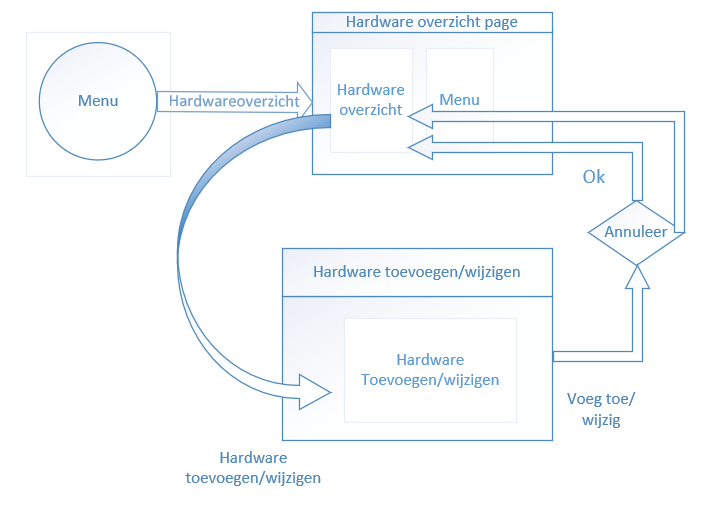 Hardware overzicht page
Menu
Hardwareoverzicht
Hardware
overzicht
Menu
Ok
Annuleer
Hardware toevoegen/wijzigen
Hardware
Toevoegen/wijzigen
Voeg toe/
wijzig
Hardware
toevoegen/wijzigen